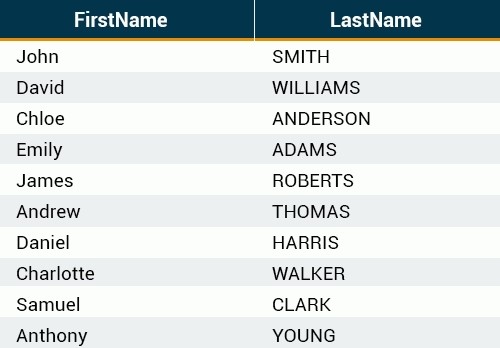 FirstName LastName
John SMITH
David WILLIAMS
Chloe ANDERSON
Emily ADAMS
James ROBERTS
Andrew THOMAS
Daniel HARRIS
Charlotte WALKER
Samuel CLARK
Anthony YOUNG